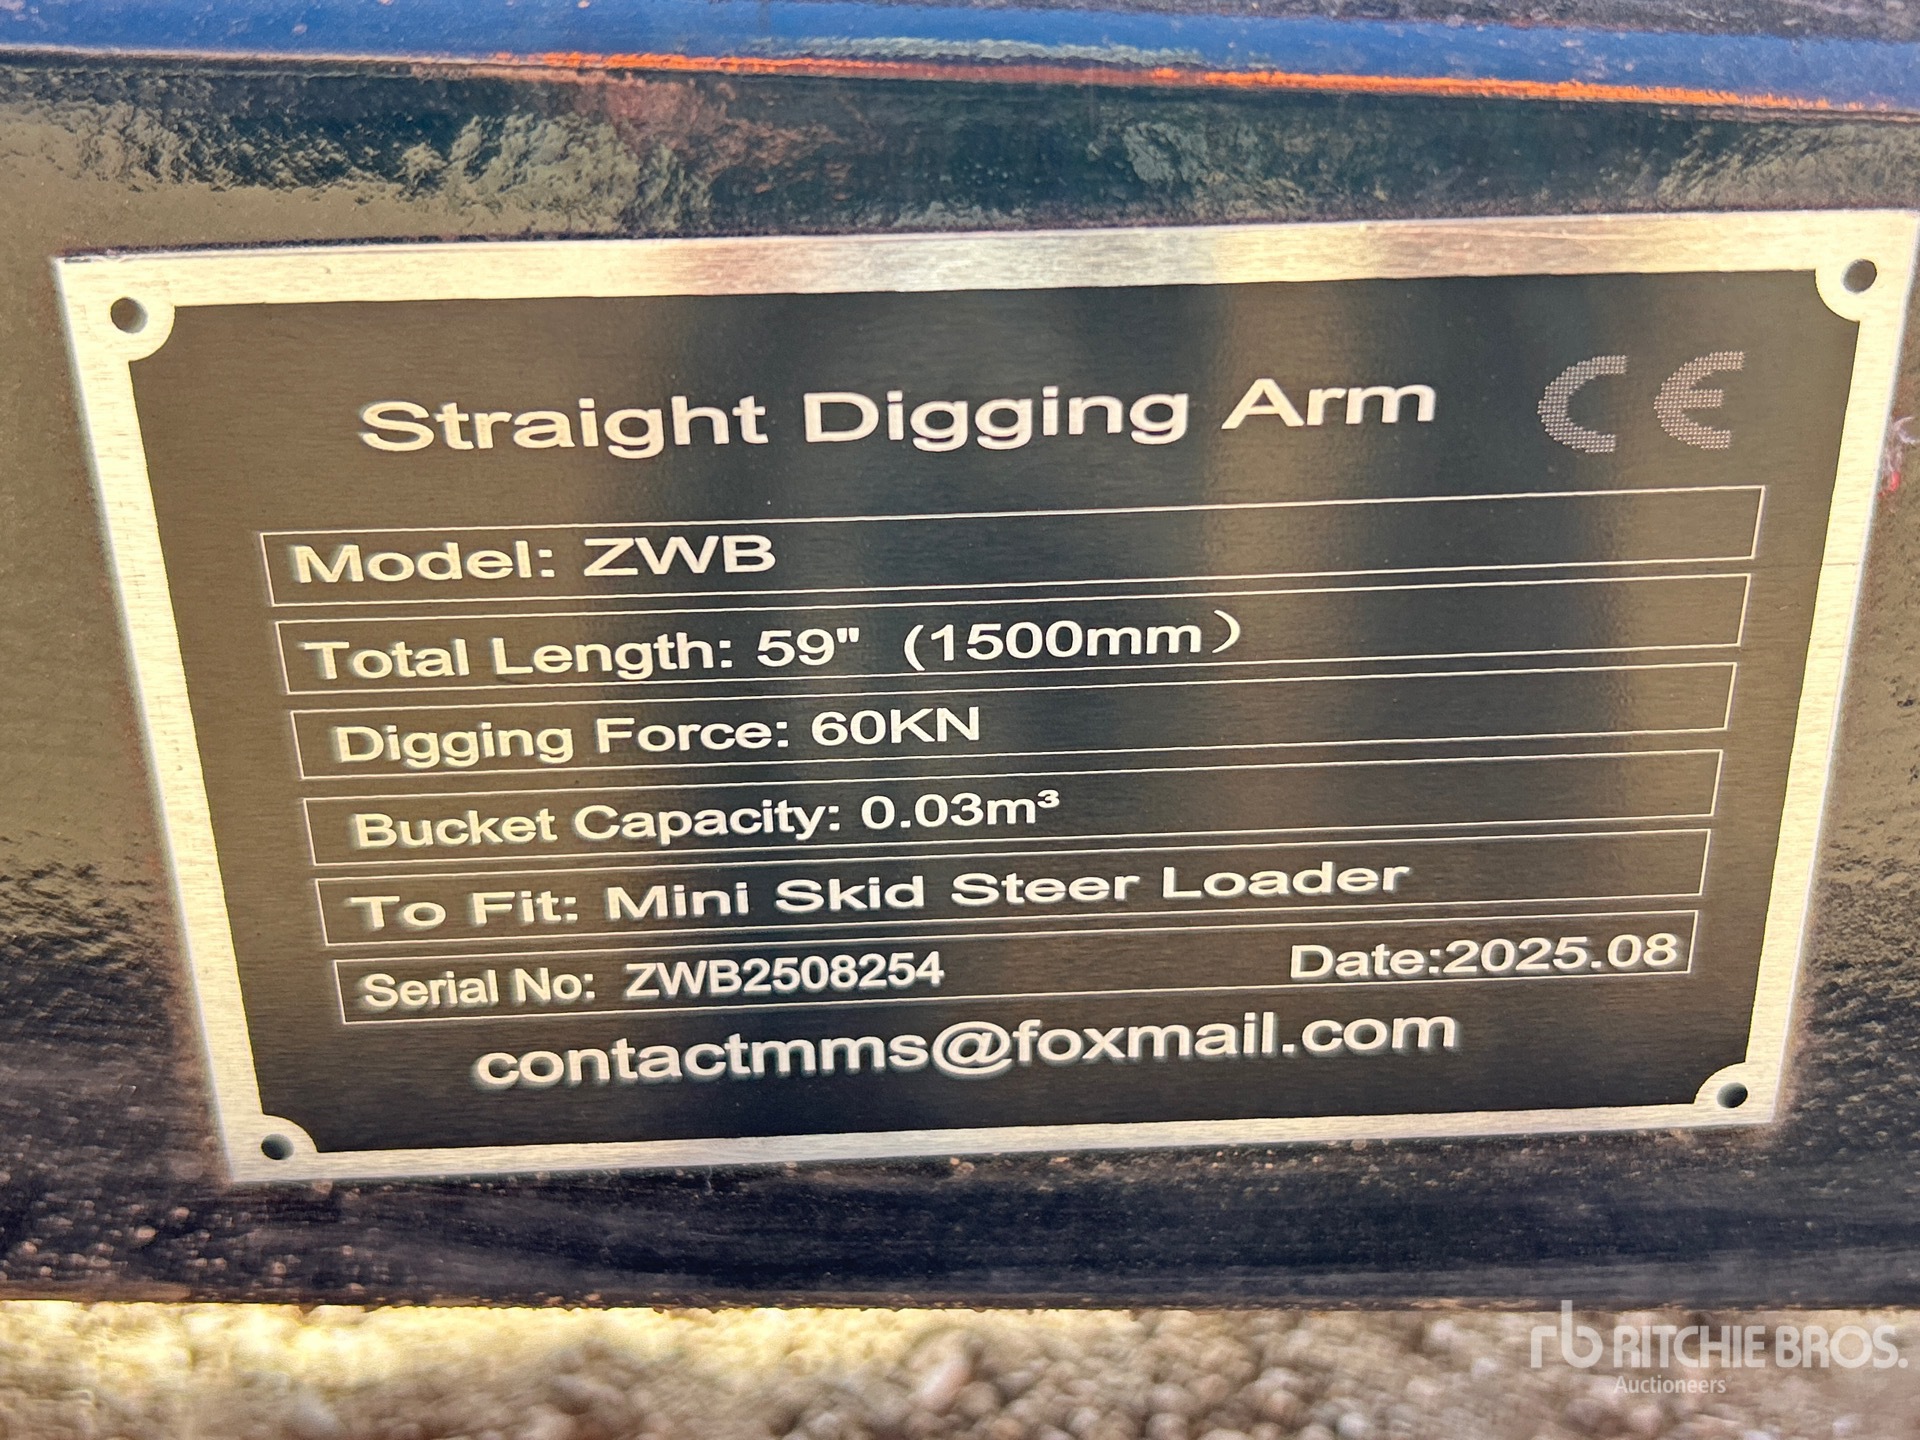 Straight Digging Arm CE
Model: ZWB
Total Length: 59" (1500mm）
Digging Force: 60KN
Bucket Capacity: 0.03m³
To Fit: Mini Skid Steer Loader
Serial No: ZWB2508254 Date:2025.08
contactmms@foxmail.com
rb RITCHIE BROS.
Auctioneers